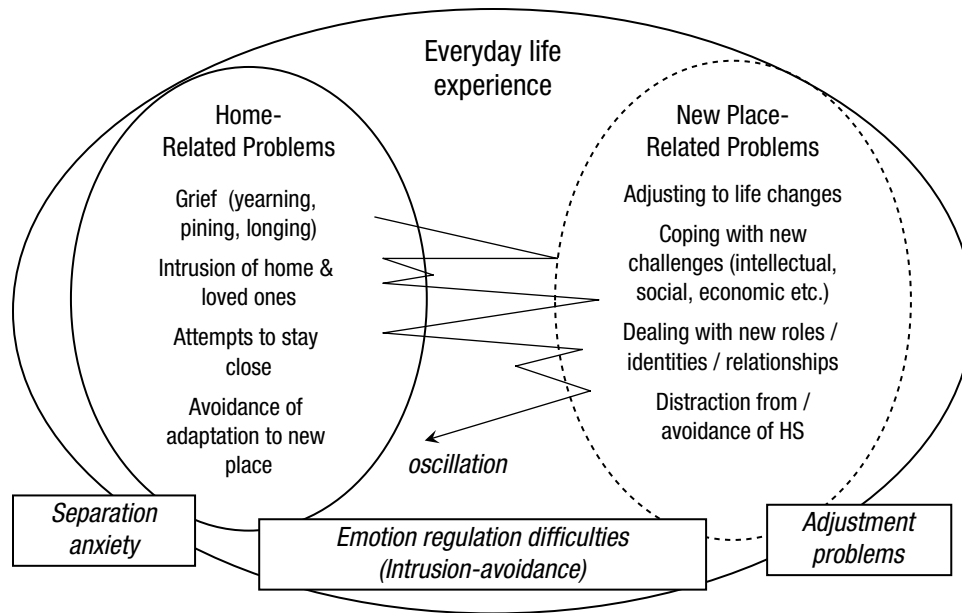 Everyday life
experience
Home-
Related Problems
Grief (yearning,
pining, longing)
Intrusion of home &
loved ones
Attempts to stay
close
Avoidance of
adaptation to new
place
New Place-
Related Problems
Adjusting to life changes
Coping with new
challenges (intellectual,
social, economic etc.)
Dealing with new roles /
identities / relationships
Distraction from /
avoidance of HS
oscillation
Separation
anxiety
Emotion regulation difficulties
(Intrusion-avoidance)
Adjustment
problems